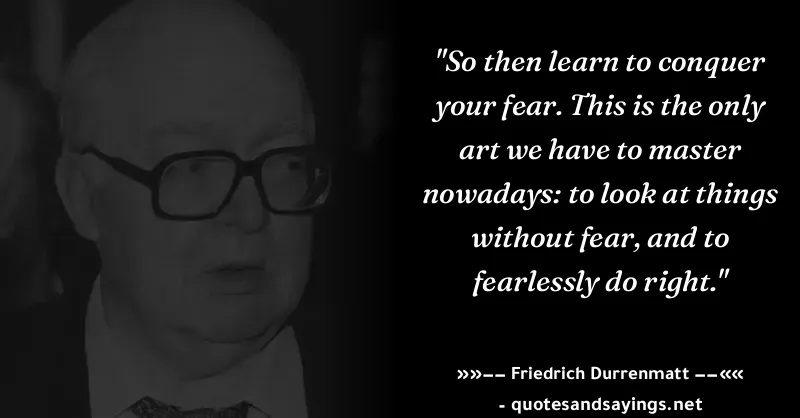 "So then learn to conquer
your fear. This is the only
art we have to master
nowadays: to look at things
without fear, and to
fearlessly do right."
»»-- Friedrich Durrenmatt --««
- quotesandsayings.net